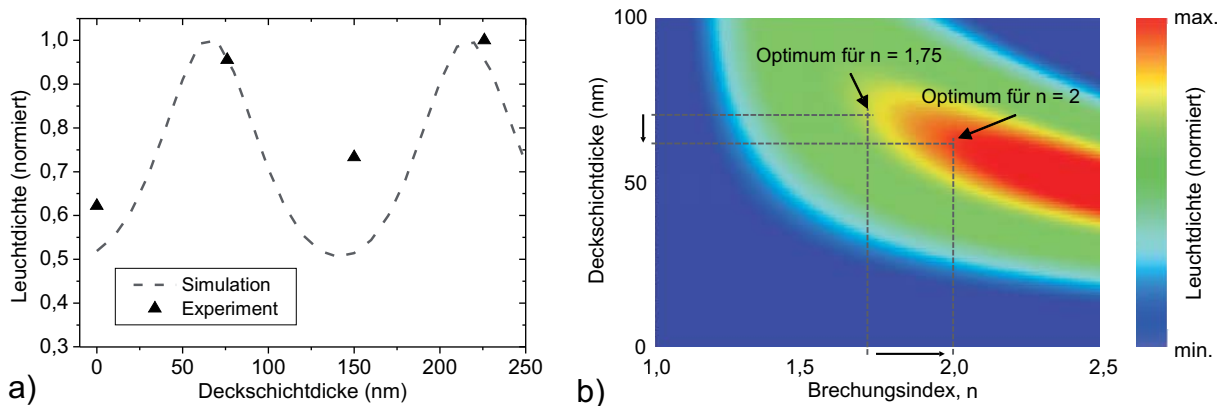 1,0
0,9
0,8
0,7
0,6
0,5
0,4
0,3
Leuchtdichte (normiert)
Simulation
Experiment
0 50 100 150 200 250
Deckschichtdicke (nm)
a)
100
50
0
Deckschichtdicke (nm)
Optimum für n = 1,75
Optimum für n = 2
1,0 1,5 2,0 2,5
Brechungsindex, n
b)
max.
Leuchtdichte (normiert)
min.